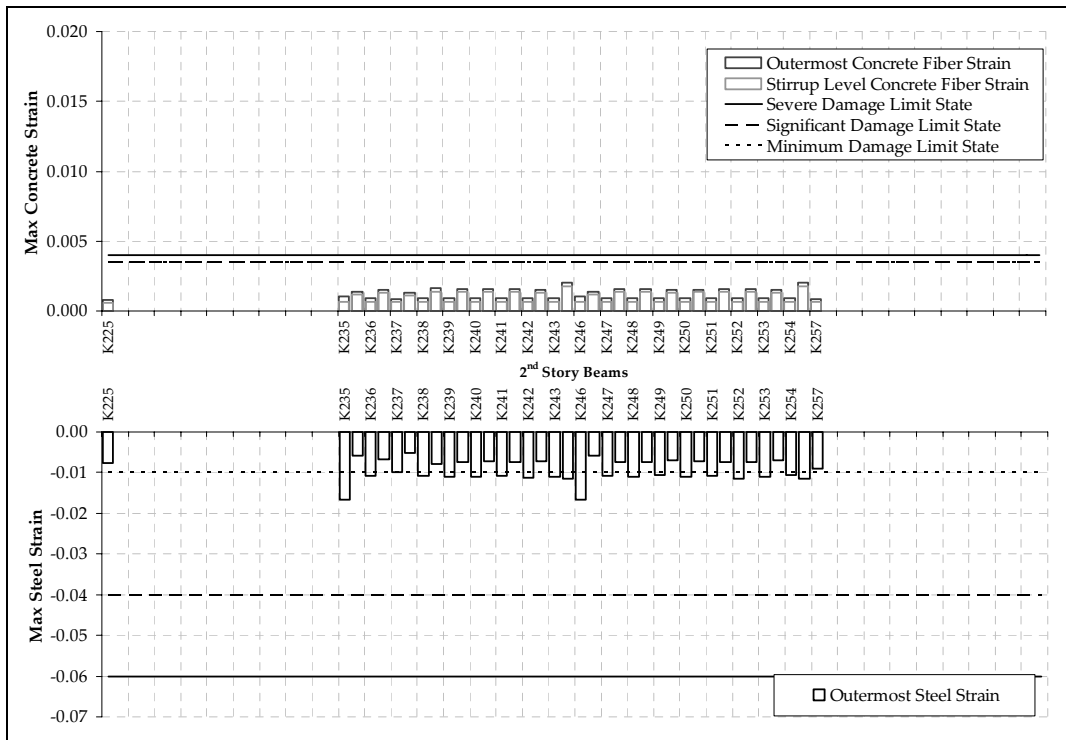 0.020
0.015
0.010
0.005
0.000
Max Concrete Strain
Outermost Concrete Fiber Strain
Stirrup Level Concrete Fiber Strain
Severe Damage Limit State
Significant Damage Limit State
Minimum Damage Limit State
K225 K235 K236 K237 K238 K239 K240 K241 K242 K243 K246 K247 K248 K249 K250 K251 K252 K253 K254 K257
2nd Story Beams
K225 K235 K236 K237 K238 K239 K240 K241 K242 K243 K246 K247 K248 K249 K250 K251 K252 K253 K254 K257
0.00
-0.01
-0.02
-0.03
-0.04
-0.05
-0.06
-0.07
Max Steel Strain
Outermost Steel Strain